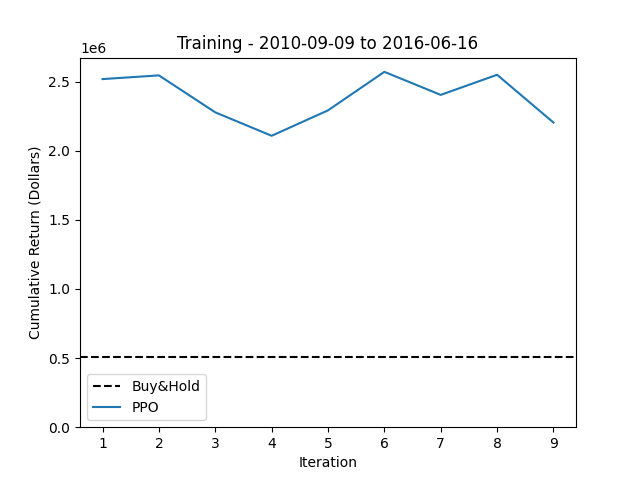 Training - 2010-09-09 to 2016-06-16
1e6
2.5
2.0
1.5
1.0
0.5
0.0
Cumulative Return (Dollars)
Buy&Hold
PPO
1 2 3 4 5 6 7 8 9
Iteration